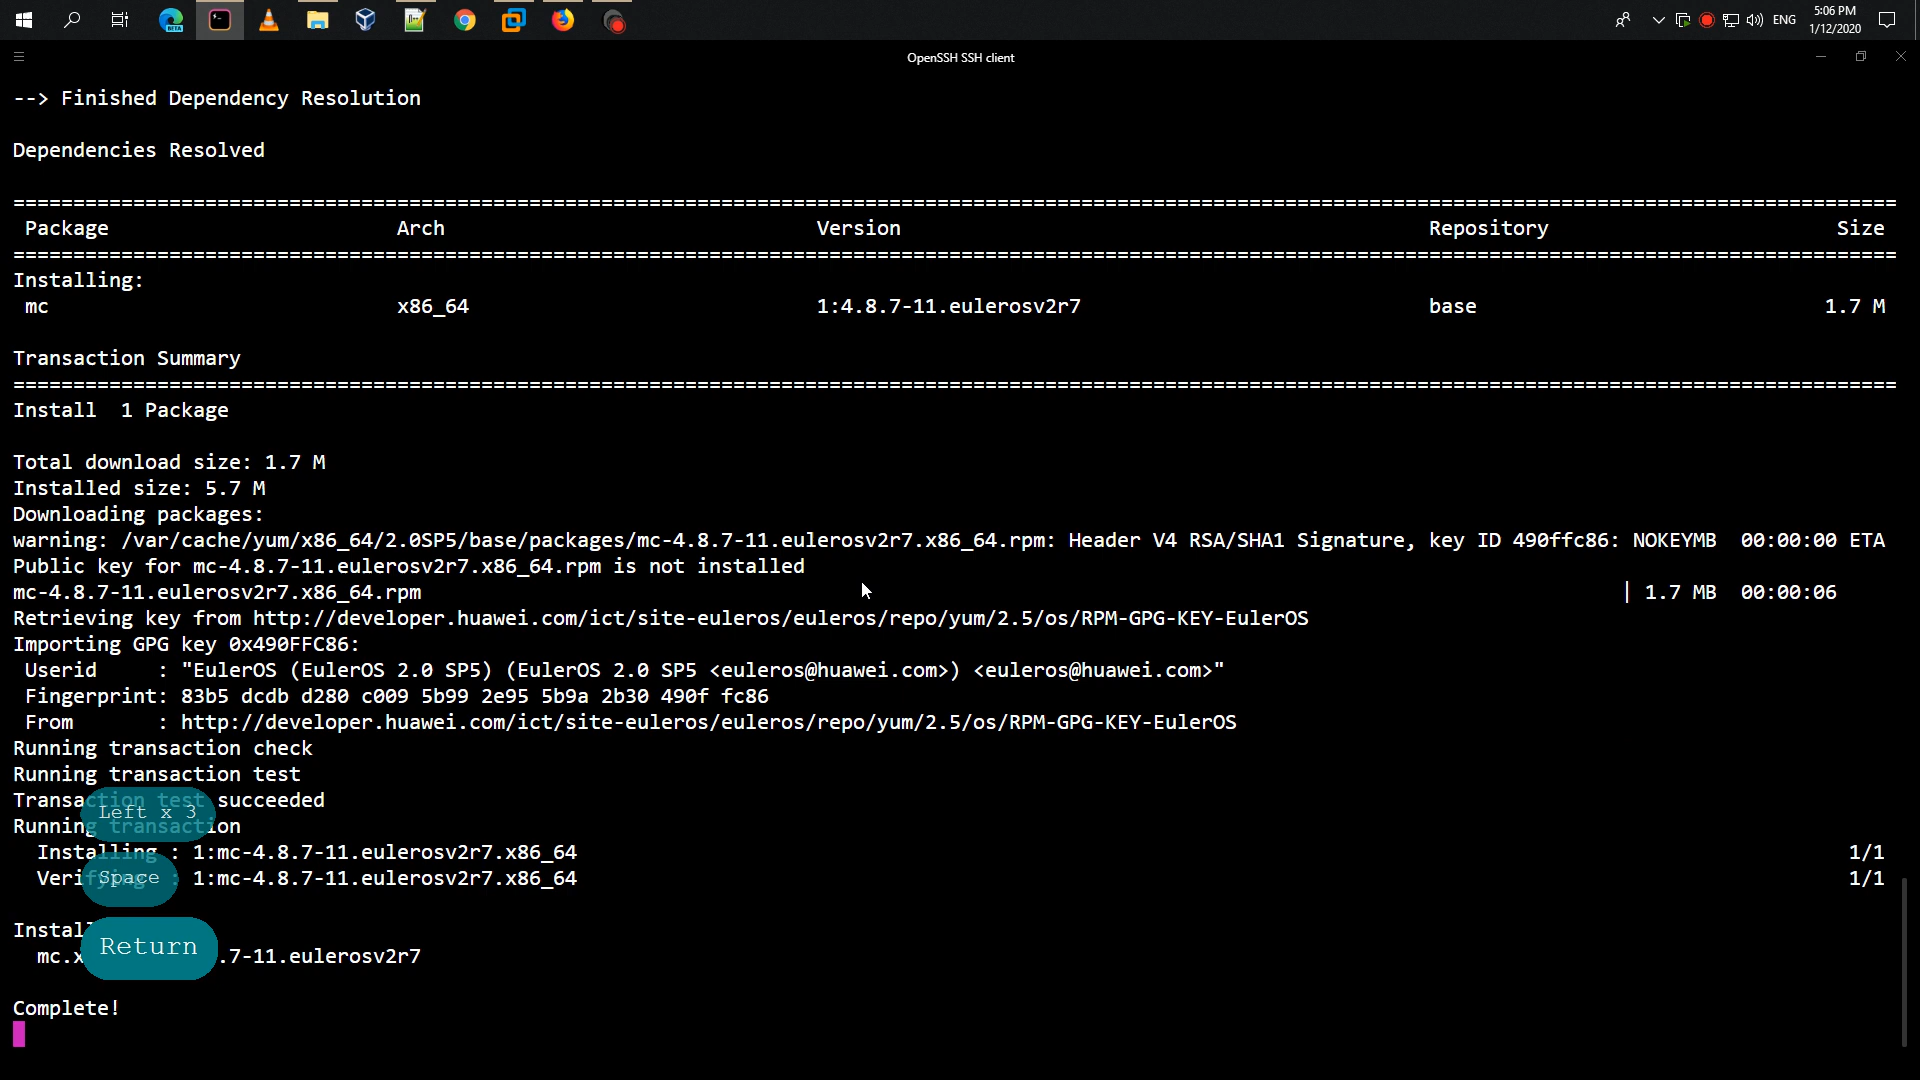 BETA
ENG
5:06 PM
1/12/2020
OpenSSH SSH client
--> Finished Dependency Resolution
Dependencies Resolved
================================================================================
Package Arch Version Repository Size
================================================================================
Installing:
mc x86_64 1:4.8.7-11.eulerosv2r7 base 1.7 M
Transaction Summary
================================================================================
Install 1 Package
Total download size: 1.7 M
Installed size: 5.7 M
Downloading packages:
warning: /var/cache/yum/x86_64/2.0SP5/base/packages/mc-4.8.7-11.eulerosv2r7.x86_64.rpm: Header V4 RSA/SHA1 Signature, key ID 490ffc86: NOKEYMB 00:00:00 ETA
Public key for mc-4.8.7-11.eulerosv2r7.x86_64.rpm is not installed
mc-4.8.7-11.eulerosv2r7.x86_64.rpm | 1.7 MB 00:00:06
Retrieving key from http://developer.huawei.com/ict/site-euleros/euleros/repo/yum/2.5/os/RPM-GPG-KEY-EulerOS
Importing GPG key 0x490FFC86:
Userid : "EulerOS (EulerOS 2.0 SP5) (EulerOS 2.0 SP5 <euleros@huawei.com>) <euleros@huawei.com>"
Fingerprint: 83b5 dcdb d280 c009 5b99 2e95 5b9a 2b30 490f fc86
From : http://developer.huawei.com/ict/site-euleros/euleros/repo/yum/2.5/os/RPM-GPG-KEY-EulerOS
Running transaction check
Running transaction test
Transaction test succeeded
Left x 3
Running transaction
Installing : 1:mc-4.8.7-11.eulerosv2r7.x86_64 1/1
Verifying : 1:mc-4.8.7-11.eulerosv2r7.x86_64 1/1
Space
Instal
Return
mc.x .7-11.eulerosv2r7
Complete!